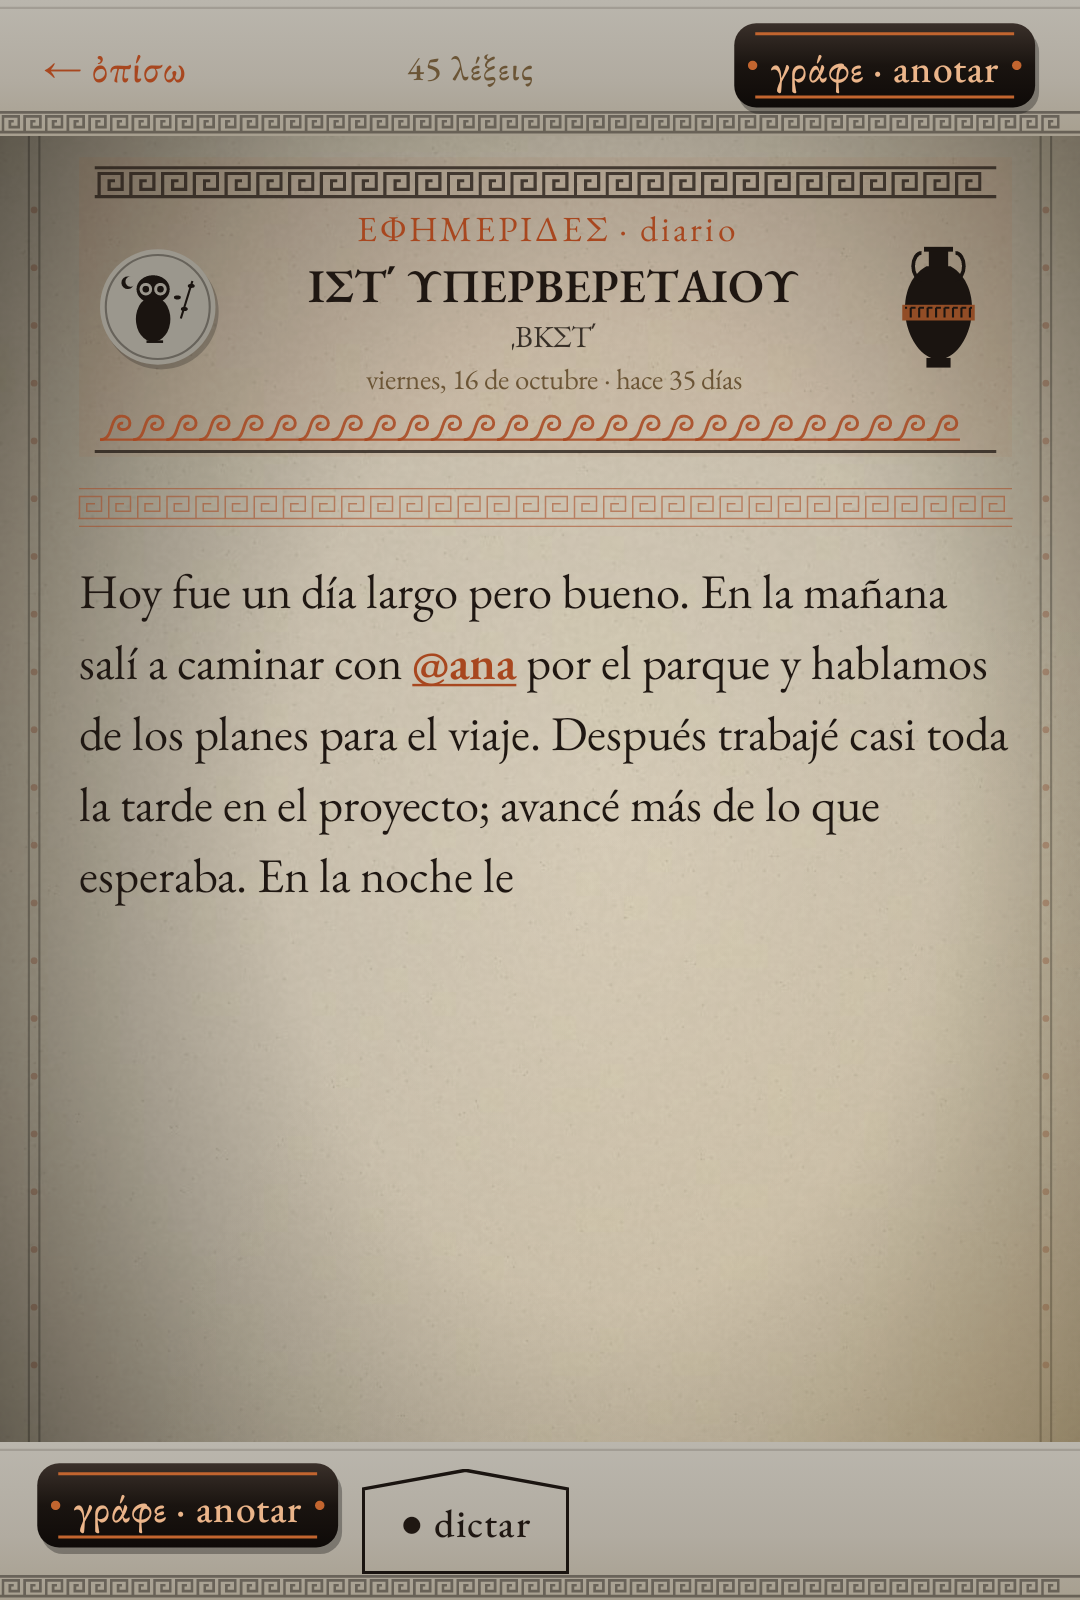 ← ὀπίσω
45 λέξεις
γράφε · anotar
ΕΦΗΜΕΡΙΔΕΣ · diario
ΙΣΤʹ ΥΠΕΡΒΕΡΕΤΑΙΟΥ
͵ΒΚΣΤʹ
viernes, 16 de octubre · hace 35 días
Hoy fue un día largo pero bueno. En la mañana
salí a caminar con @ana por el parque y hablamos
de los planes para el viaje. Después trabajé casi toda
la tarde en el proyecto; avancé más de lo que
esperaba. En la noche le
γράφε · anotar
● dictar